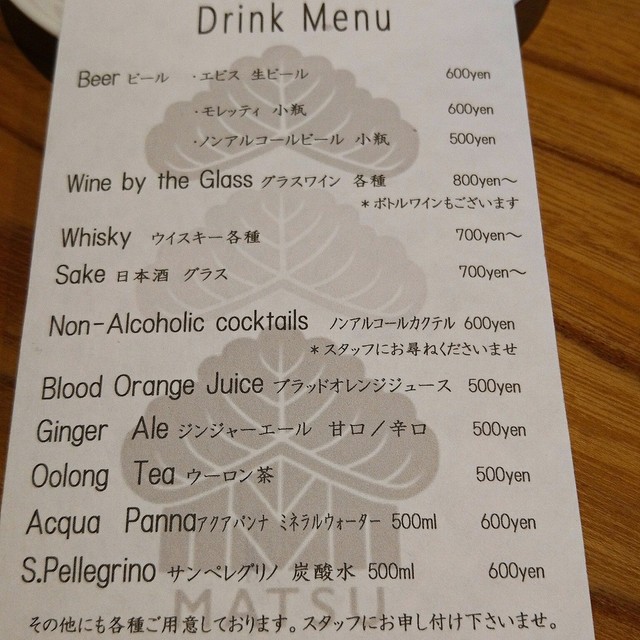 Drink Menu
Beer ビール ・エビス 生ビール 600yen
・モレッティ 小瓶 600yen
・ノンアルコールビール 小瓶 500yen
Wine by the Glass グラスワイン 各種 800yen～
＊ボトルワインもございます
Whisky ウイスキー各種 700yen～
Sake 日本酒 グラス 700yen～
Non-Alcoholic cocktails ノンアルコールカクテル 600yen
＊スタッフにお尋ねくださいませ
Blood Orange Juice ブラッドオレンジジュース 500yen
Ginger Ale ジンジャーエール 甘口／辛口 500yen
Oolong Tea ウーロン茶 500yen
Acqua Pannaアクアパンナ ミネラルウォーター 500ml 600yen
S.Pellegrino サンペレグリノ 炭酸水 500ml 600yen
MATSU
その他にも各種ご用意しております。スタッフにお申し付け下さいませ。